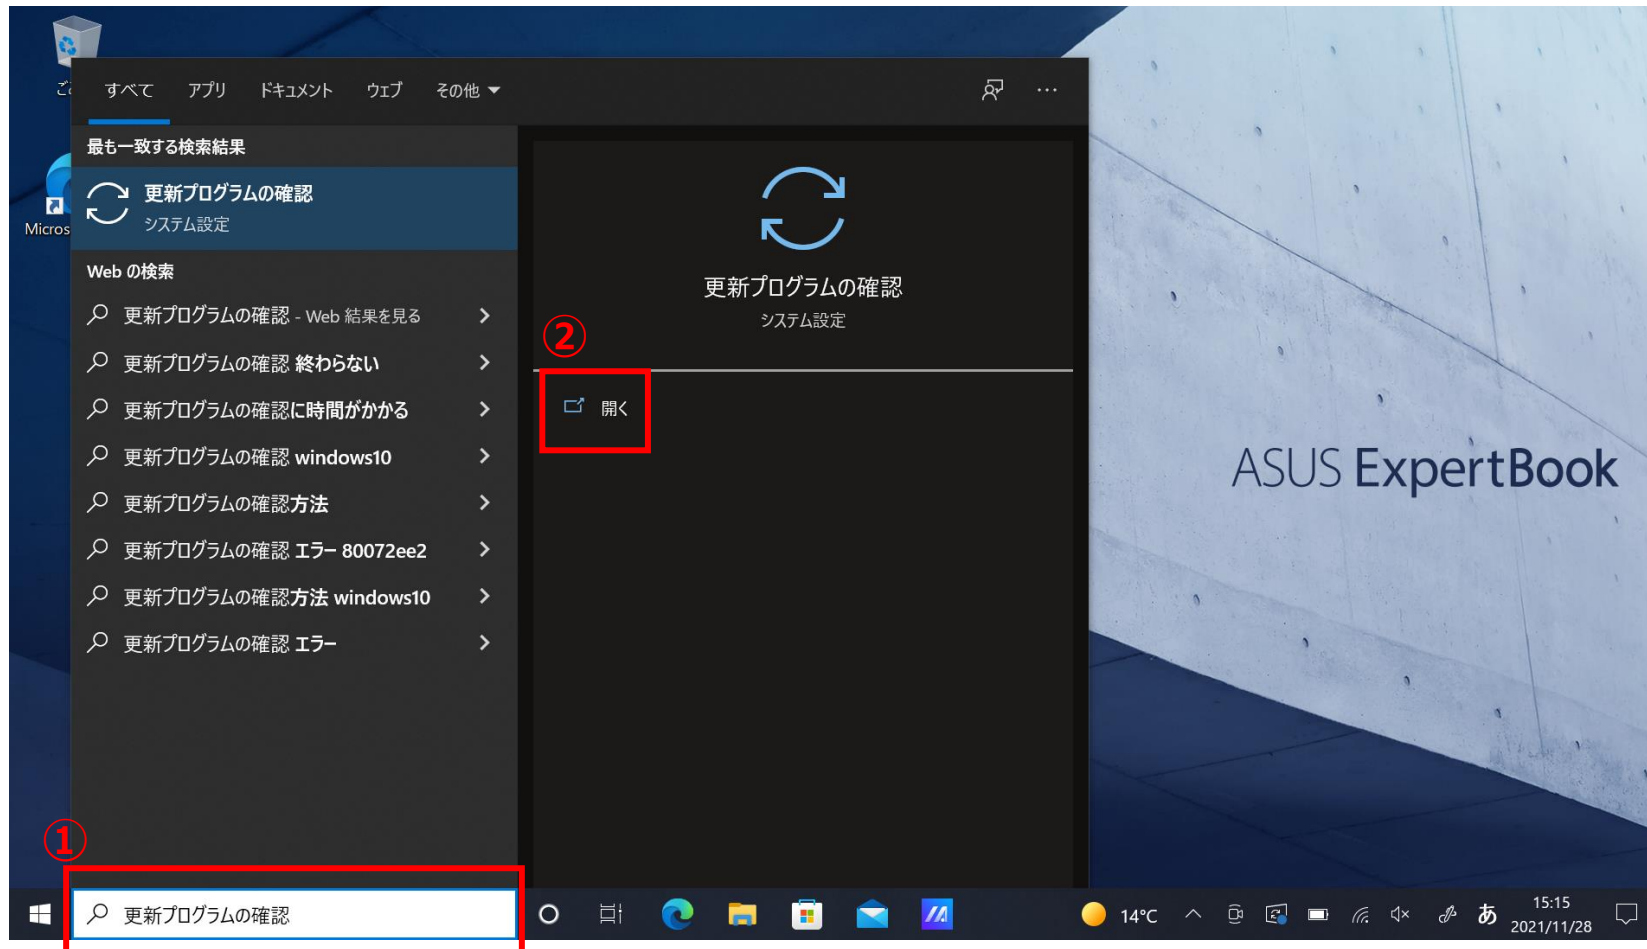 ご
Micros
すべて アプリ ドキュメント ウェブ その他
最も一致する検索結果
更新プログラムの確認
システム設定
Web の検索
更新プログラムの確認 - Web 結果を見る
更新プログラムの確認 終わらない
更新プログラムの確認に時間がかかる
更新プログラムの確認 windows10
更新プログラムの確認方法
更新プログラムの確認 エラー 80072ee2
更新プログラムの確認方法 windows10
更新プログラムの確認 エラー
更新プログラムの確認
システム設定
②
開く
ASUS ExpertBook
①
更新プログラムの確認
14°C
あ
15:15
2021/11/28